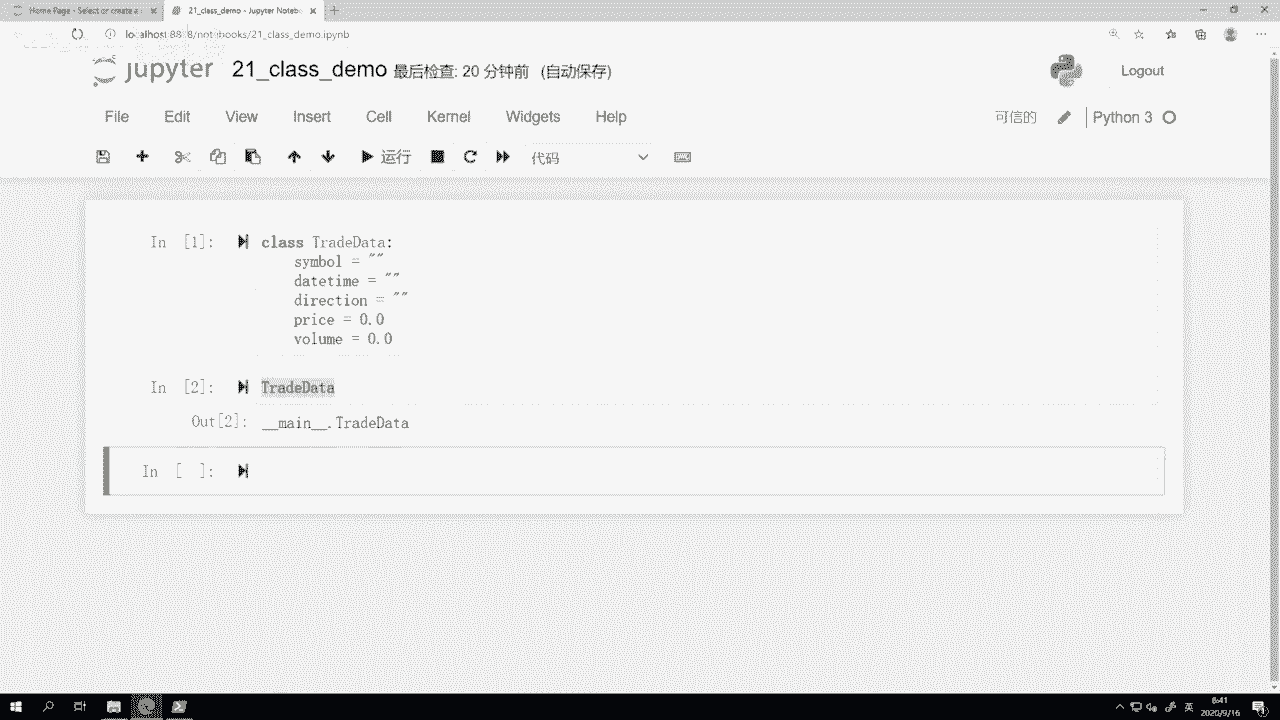 Home Page - Select or create a
21_class_demo - Jupyter Noteb
localhost:8888/notebooks/21_class_demo.ipynb
jupyter 21_class_demo 最后检查: 20 分钟前 (自动保存)
Logout
File Edit View Insert Cell Kernel Widgets Help
可信的 Python 3
运行 代码
In [1]: class TradeData:
symbol = ""
datetime = ""
direction = ""
price = 0.0
volume = 0.0
In [2]: TradeData
Out[2]: __main__.TradeData
In [ ]:
英
6:41
2020/9/16